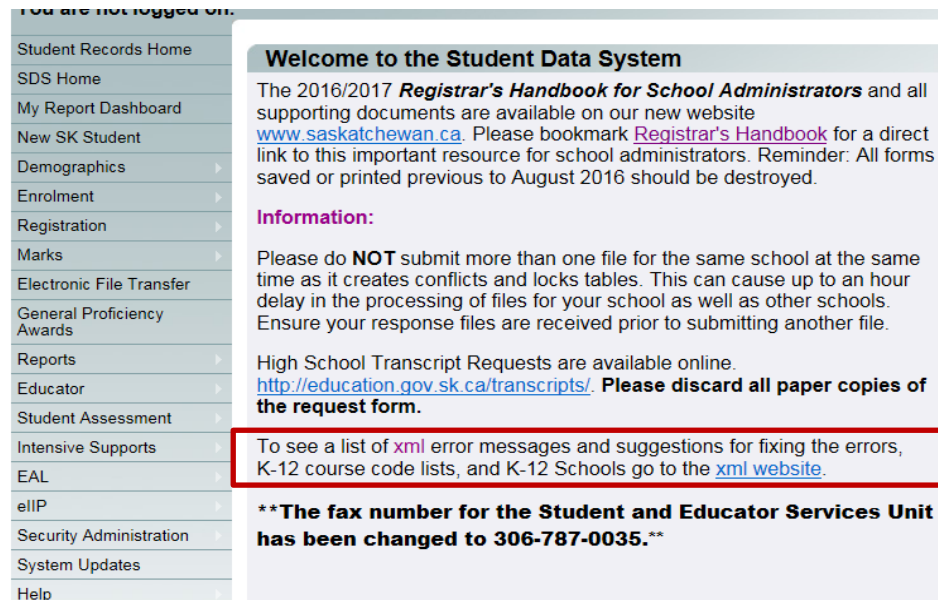 You are not logged on.
Student Records Home
SDS Home
My Report Dashboard
New SK Student
Demographics
Enrolment
Registration
Marks
Electronic File Transfer
General Proficiency
Awards
Reports
Educator
Student Assessment
Intensive Supports
EAL
eIIP
Security Administration
System Updates
Help
Welcome to the Student Data System
The 2016/2017 Registrar's Handbook for School Administrators and all
supporting documents are available on our new website
www.saskatchewan.ca. Please bookmark Registrar's Handbook for a direct
link to this important resource for school administrators. Reminder: All forms
saved or printed previous to August 2016 should be destroyed.
Information:
Please do NOT submit more than one file for the same school at the same
time as it creates conflicts and locks tables. This can cause up to an hour
delay in the processing of files for your school as well as other schools.
Ensure your response files are received prior to submitting another file.
High School Transcript Requests are available online.
http://education.gov.sk.ca/transcripts/. Please discard all paper copies of
the request form.
To see a list of xml error messages and suggestions for fixing the errors,
K-12 course code lists, and K-12 Schools go to the xml website.
**The fax number for the Student and Educator Services Unit
has been changed to 306-787-0035.**